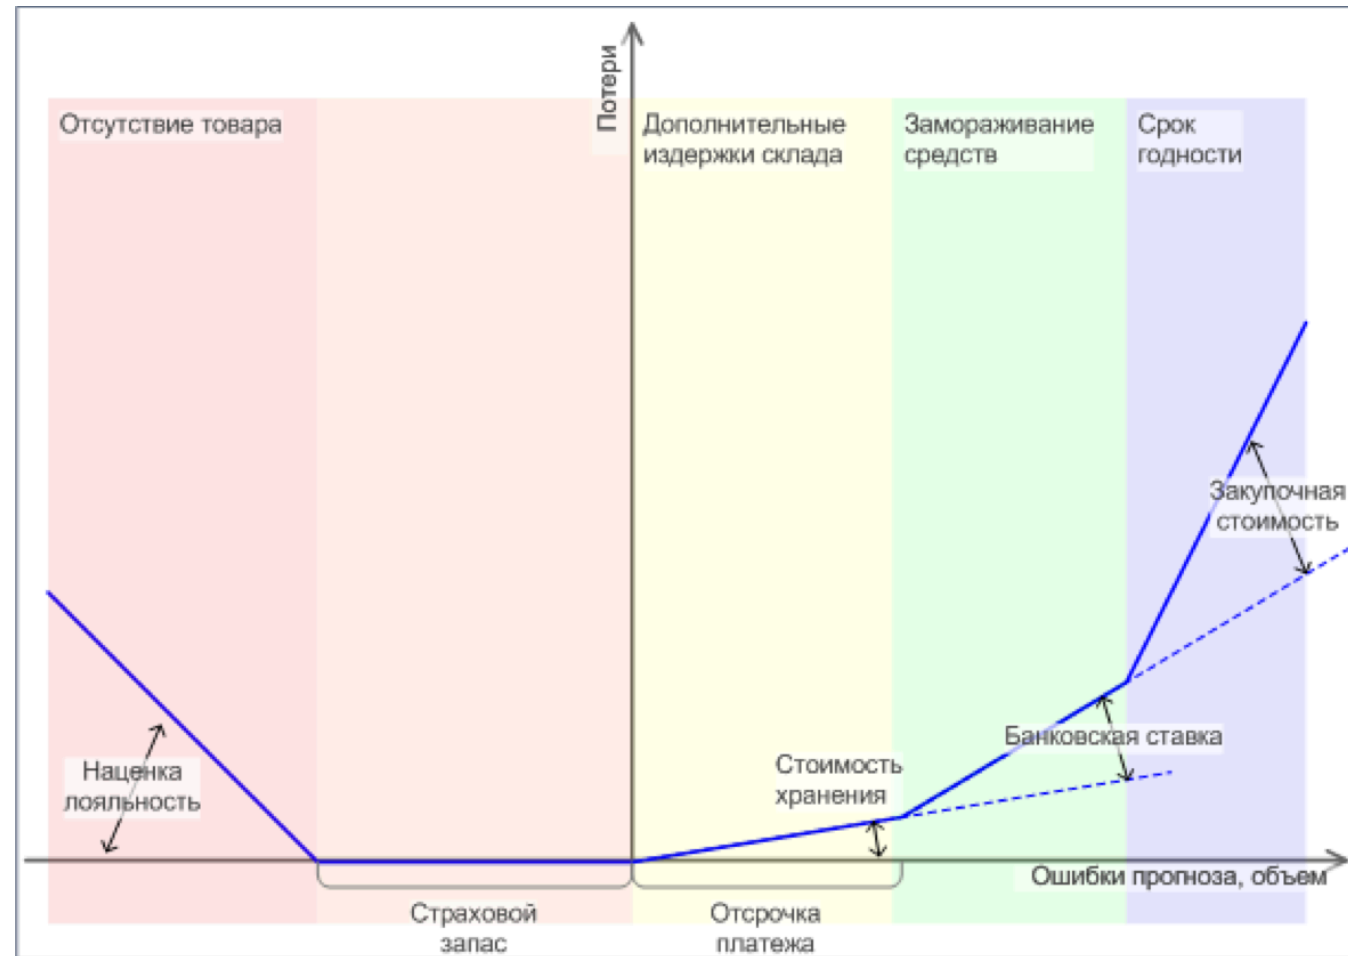 Потери
Отсутствие товара
Дополнительные
издержки склада
Замораживание
средств
Срок
годности
Закупочная
стоимость
Банковская ставка
Стоимость
хранения
Наценка
лояльность
Ошибки прогноза, объем
Страховой
запас
Отсрочка
платежа